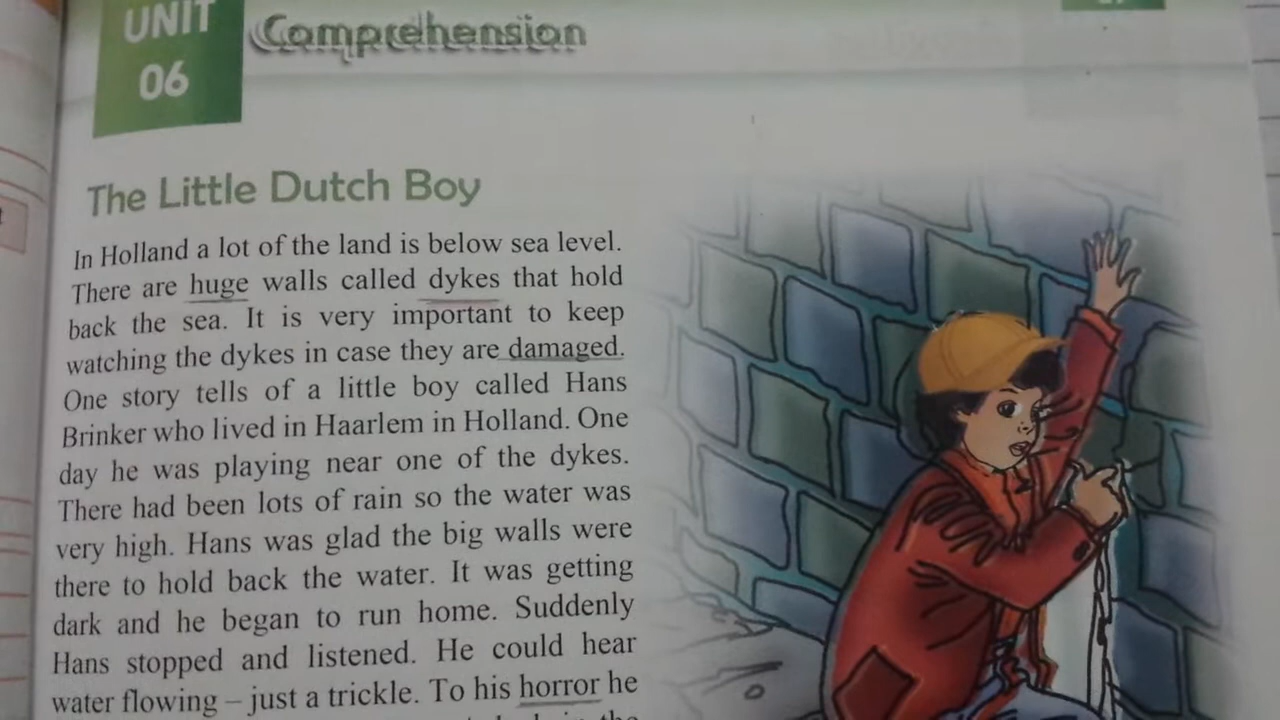 UNIT
06
Comprehension
The Little Dutch Boy
In Holland a lot of the land is below sea level.
There are huge walls called dykes that hold
back the sea. It is very important to keep
watching the dykes in case they are damaged.
One story tells of a little boy called Hans
Brinker who lived in Haarlem in Holland. One
day he was playing near one of the dykes.
There had been lots of rain so the water was
very high. Hans was glad the big walls were
there to hold back the water. It was getting
dark and he began to run home. Suddenly
Hans stopped and listened. He could hear
water flowing – just a trickle. To his horror he